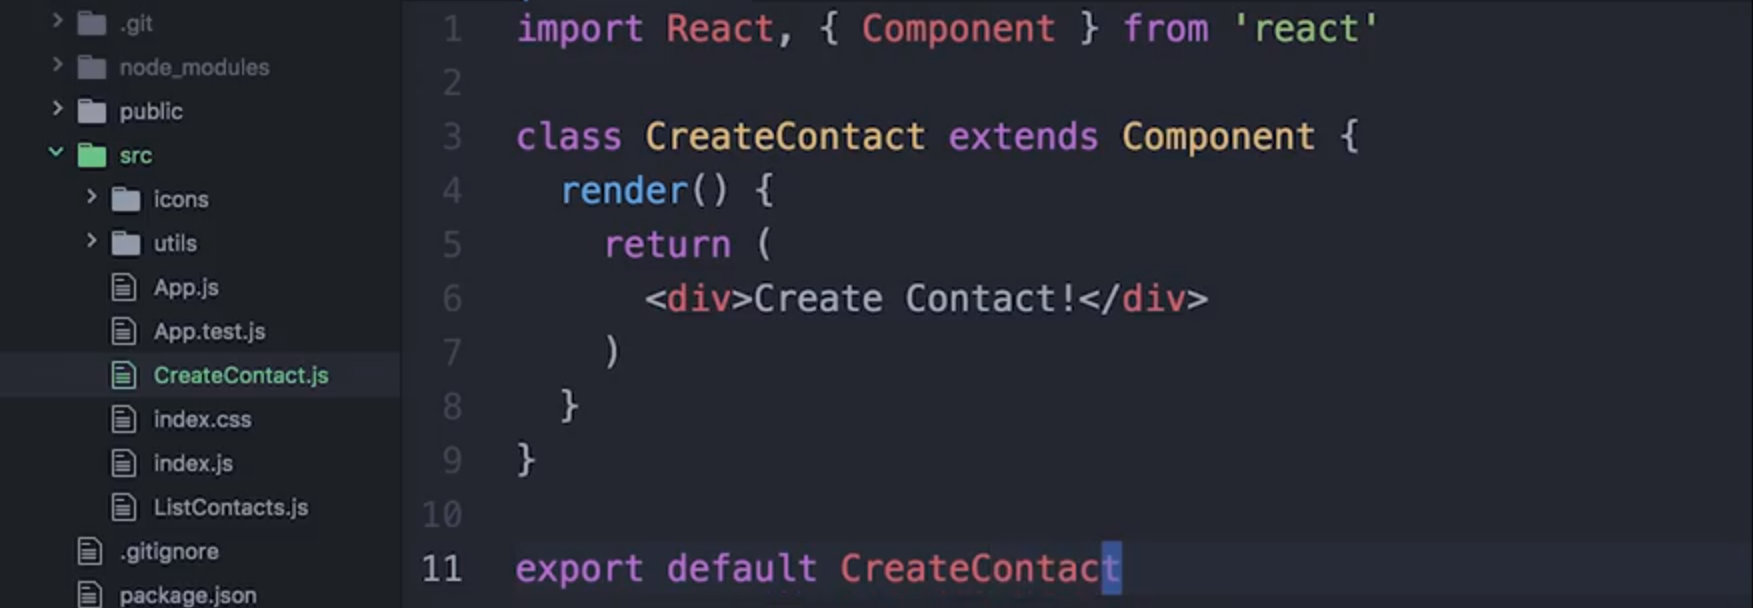 .git
node_modules
public
src
icons
utils
App.js
App.test.js
CreateContact.js
index.css
index.js
ListContacts.js
.gitignore
package.json
1 import React, { Component } from 'react'
2
3 class CreateContact extends Component {
4   render() {
5     return (
6       <div>Create Contact!</div>
7     )
8   }
9 }
10
11 export default CreateContact